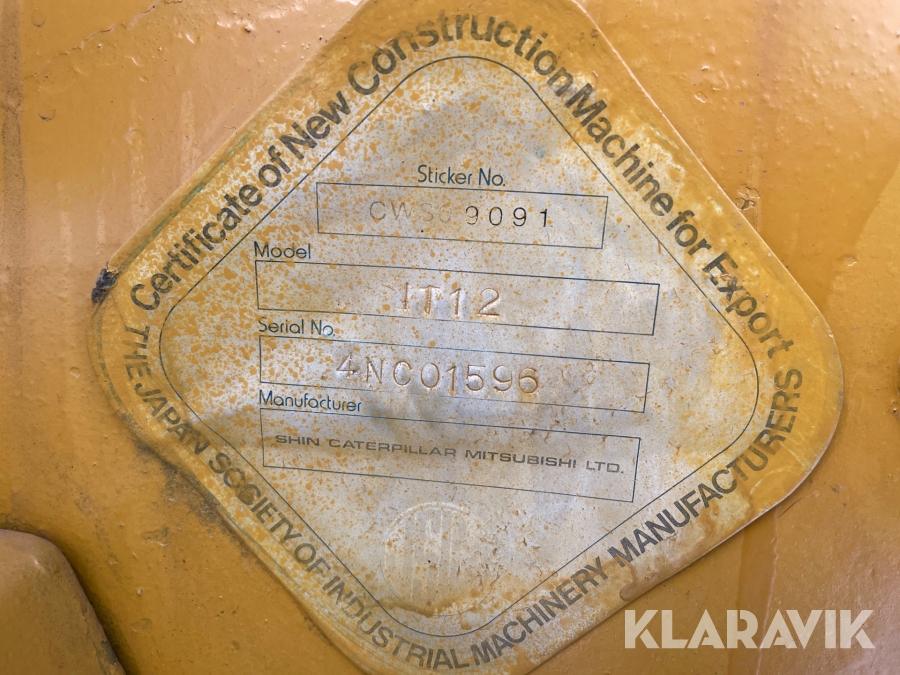 Certificate of New Construction Machine for Export
Sticker No.
Model
IT12
Serial No.
4NC01596
Manufacturer
SHIN CATERPILLAR MITSUBISHI LTD.
THE JAPAN SOCIETY OF INDUSTRIAL MACHINERY MANUFACTURERS
KLARAVIK